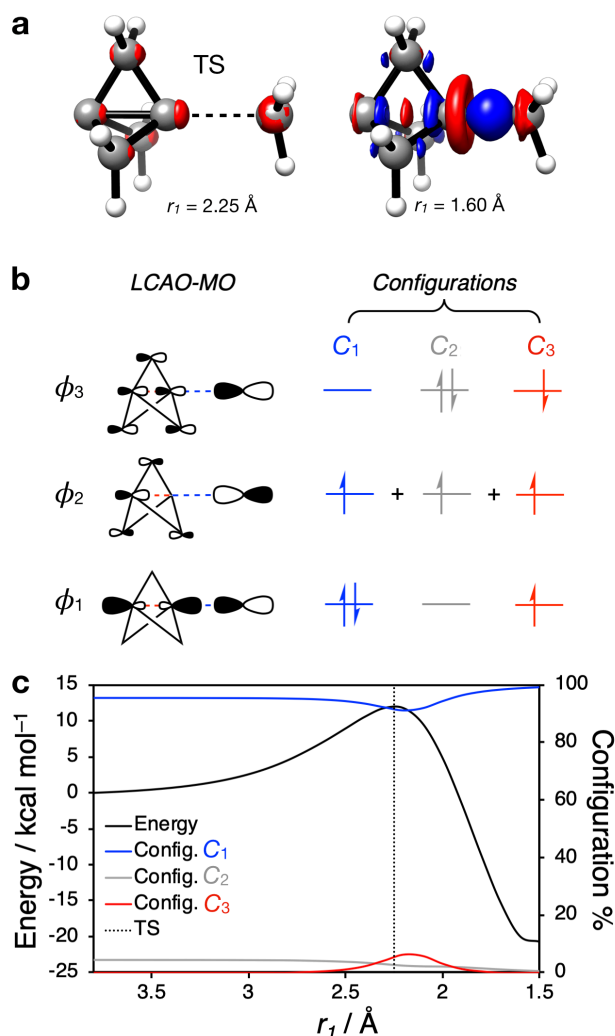 a
TS
r₁ = 2.25 Å
r₁ = 1.60 Å
b
LCAO-MO
Configurations
C₁
C₂
C₃
ϕ₃
ϕ₂
+
+
ϕ₁
c
15
10
5
0
-5
-10
-15
-20
-25
Energy / kcal mol⁻¹
100
80
60
40
20
0
Configuration %
Energy
Config. C₁
Config. C₂
Config. C₃
TS
3.5
3
2.5
2
1.5
r₁ / Å